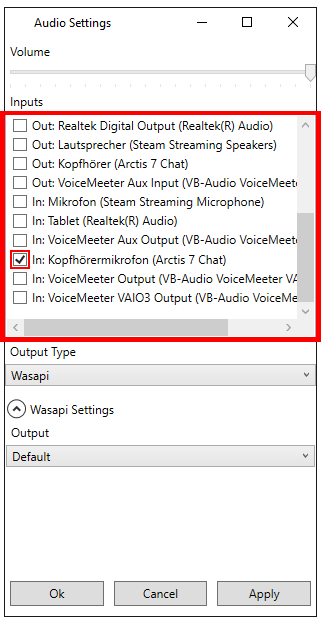 Audio Settings
Volume
Inputs
Out: Realtek Digital Output (Realtek(R) Audio)
Out: Lautsprecher (Steam Streaming Speakers)
Out: Kopfhörer (Arctis 7 Chat)
Out: VoiceMeeter Aux Input (VB-Audio VoiceMeete
In: Mikrofon (Steam Streaming Microphone)
In: Tablet (Realtek(R) Audio)
In: VoiceMeeter Aux Output (VB-Audio VoiceMeete
In: Kopfhörermikrofon (Arctis 7 Chat)
In: VoiceMeeter Output (VB-Audio VoiceMeeter VA
In: VoiceMeeter VAIO3 Output (VB-Audio VoiceMe
Output Type
Wasapi
Wasapi Settings
Output
Default
Ok Cancel Apply